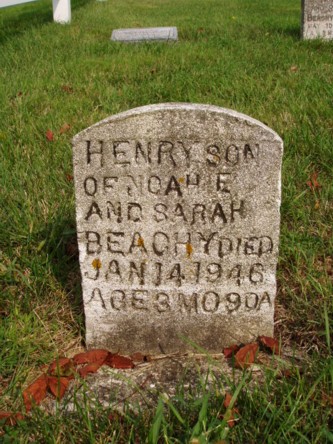 HENRY SON
OF NOAH E
AND SARAH
BEACHY DIED
JAN 14 1946
AGE 3 MO 9 DA